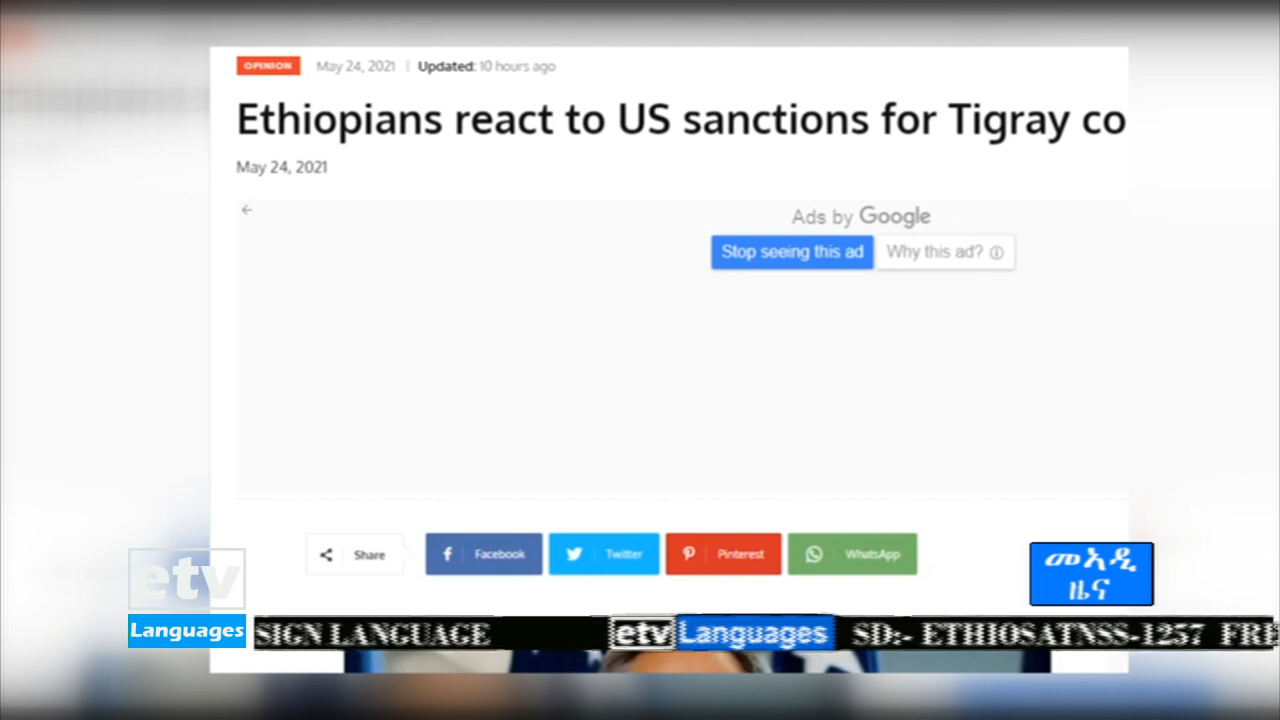 OPINION May 24, 2021 | Updated: 10 hours ago
Ethiopians react to US sanctions for Tigray co
May 24, 2021
Ads by Google
Stop seeing this ad Why this ad?
Share Facebook Twitter Pinterest WhatsApp
መአዲ
ዜና
etv
Languages
SIGN LANGUAGE etv Languages SD:- ETHIOSATNSS-1257 FRE